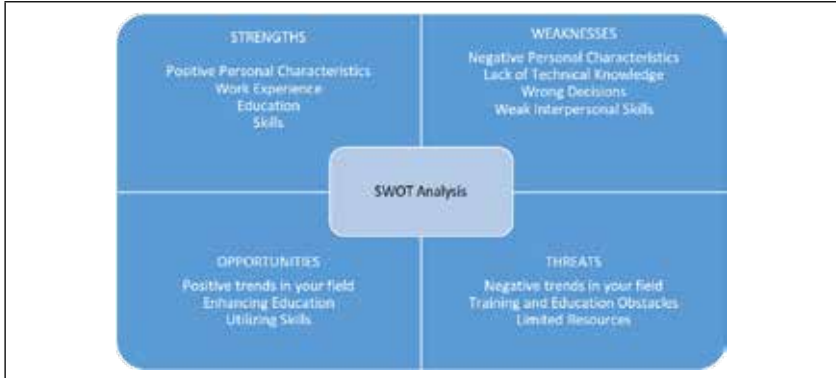 STRENGTHS
Positive Personal Characteristics
Work Experience
Education
Skills
WEAKNESSES
Negative Personal Characteristics
Lack of Technical Knowledge
Wrong Decisions
Weak Interpersonal Skills
SWOT Analysis
OPPORTUNITIES
Positive trends in your field
Enhancing Education
Utilizing Skills
THREATS
Negative trends in your field
Training and Education Obstacles
Limited Resources